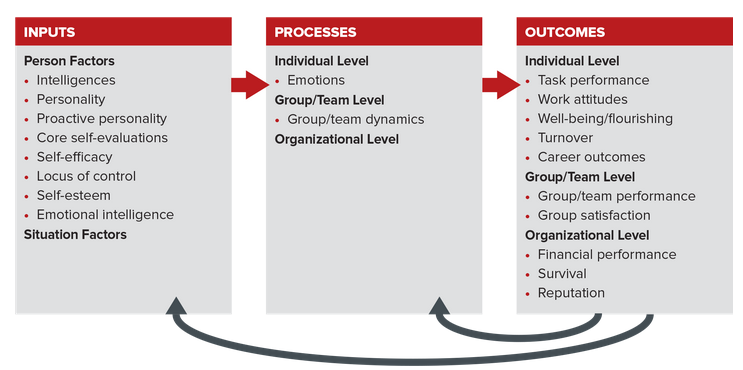 INPUTS
Person Factors
• Intelligences
• Personality
• Proactive personality
• Core self-evaluations
• Self-efficacy
• Locus of control
• Self-esteem
• Emotional intelligence
Situation Factors
PROCESSES
Individual Level
• Emotions
Group/Team Level
• Group/team dynamics
Organizational Level
OUTCOMES
Individual Level
• Task performance
• Work attitudes
• Well-being/flourishing
• Turnover
• Career outcomes
Group/Team Level
• Group/team performance
• Group satisfaction
Organizational Level
• Financial performance
• Survival
• Reputation